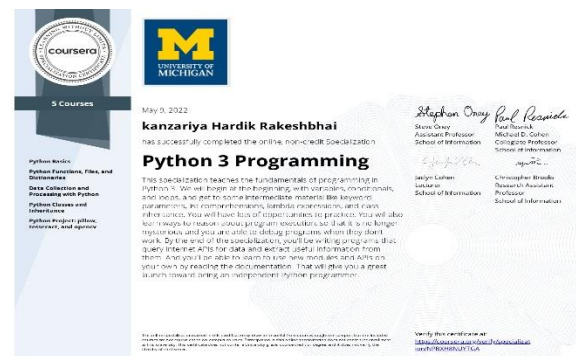 coursera
5 Courses
Python Basics
Python Functions, Files, and
Dictionaries
Data Collection and
Processing with Python
Python Classes and
Inheritance
Python Project: pillow,
tesseract, and opencv
M
UNIVERSITY OF
MICHIGAN
May 9, 2022
kanzariya Hardik Rakeshbhai
has successfully completed the online, non-credit Specialization
Python 3 Programming
This specialization teaches the fundamentals of programming in
Python 3. We will begin at the beginning, with variables, conditionals,
and loops, and get to some intermediate material like keyword
parameters, list comprehensions, lambda expressions, and class
inheritance. You will have lots of opportunities to practice. You will also
learn ways to reason about program execution, so that it is no longer
mysterious and you are able to debug programs when they don't
work. By the end of the specialization, you'll be writing programs that
query Internet APIs for data and extract useful information from
them. And you'll be able to learn to use new modules and APIs on
your own by reading the documentation. That will give you a great
launch toward being an independent Python programmer.
Stephen Oney
Paul Resnick
Steve Oney
Assistant Professor
School of Information
Paul Resnick
Michael D. Cohen
Collegiate Professor
School of Information
Jaclyn Cohen
Lecturer
School of Information
Christopher Brooks
Research Assistant
Professor
School of Information
Verify this certificate at:
https://coursera.org/verify/specializat